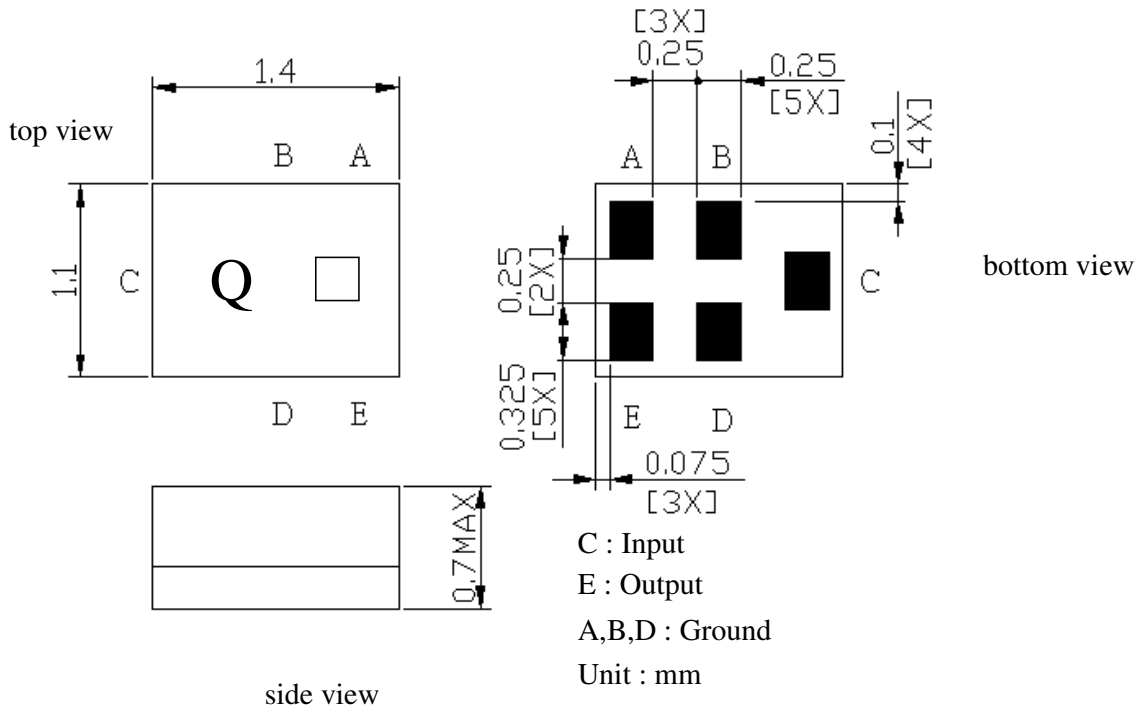 [3X]
0.25
0.25
[5X]
1.4
top view
B A
A B
0.1
[4X]
1.1
C
Q
0.25
[2X]
C
bottom view
0.325
[5X]
D E
E D
0.075
[3X]
0.7MAX
C : Input
E : Output
A,B,D : Ground
Unit : mm
side view